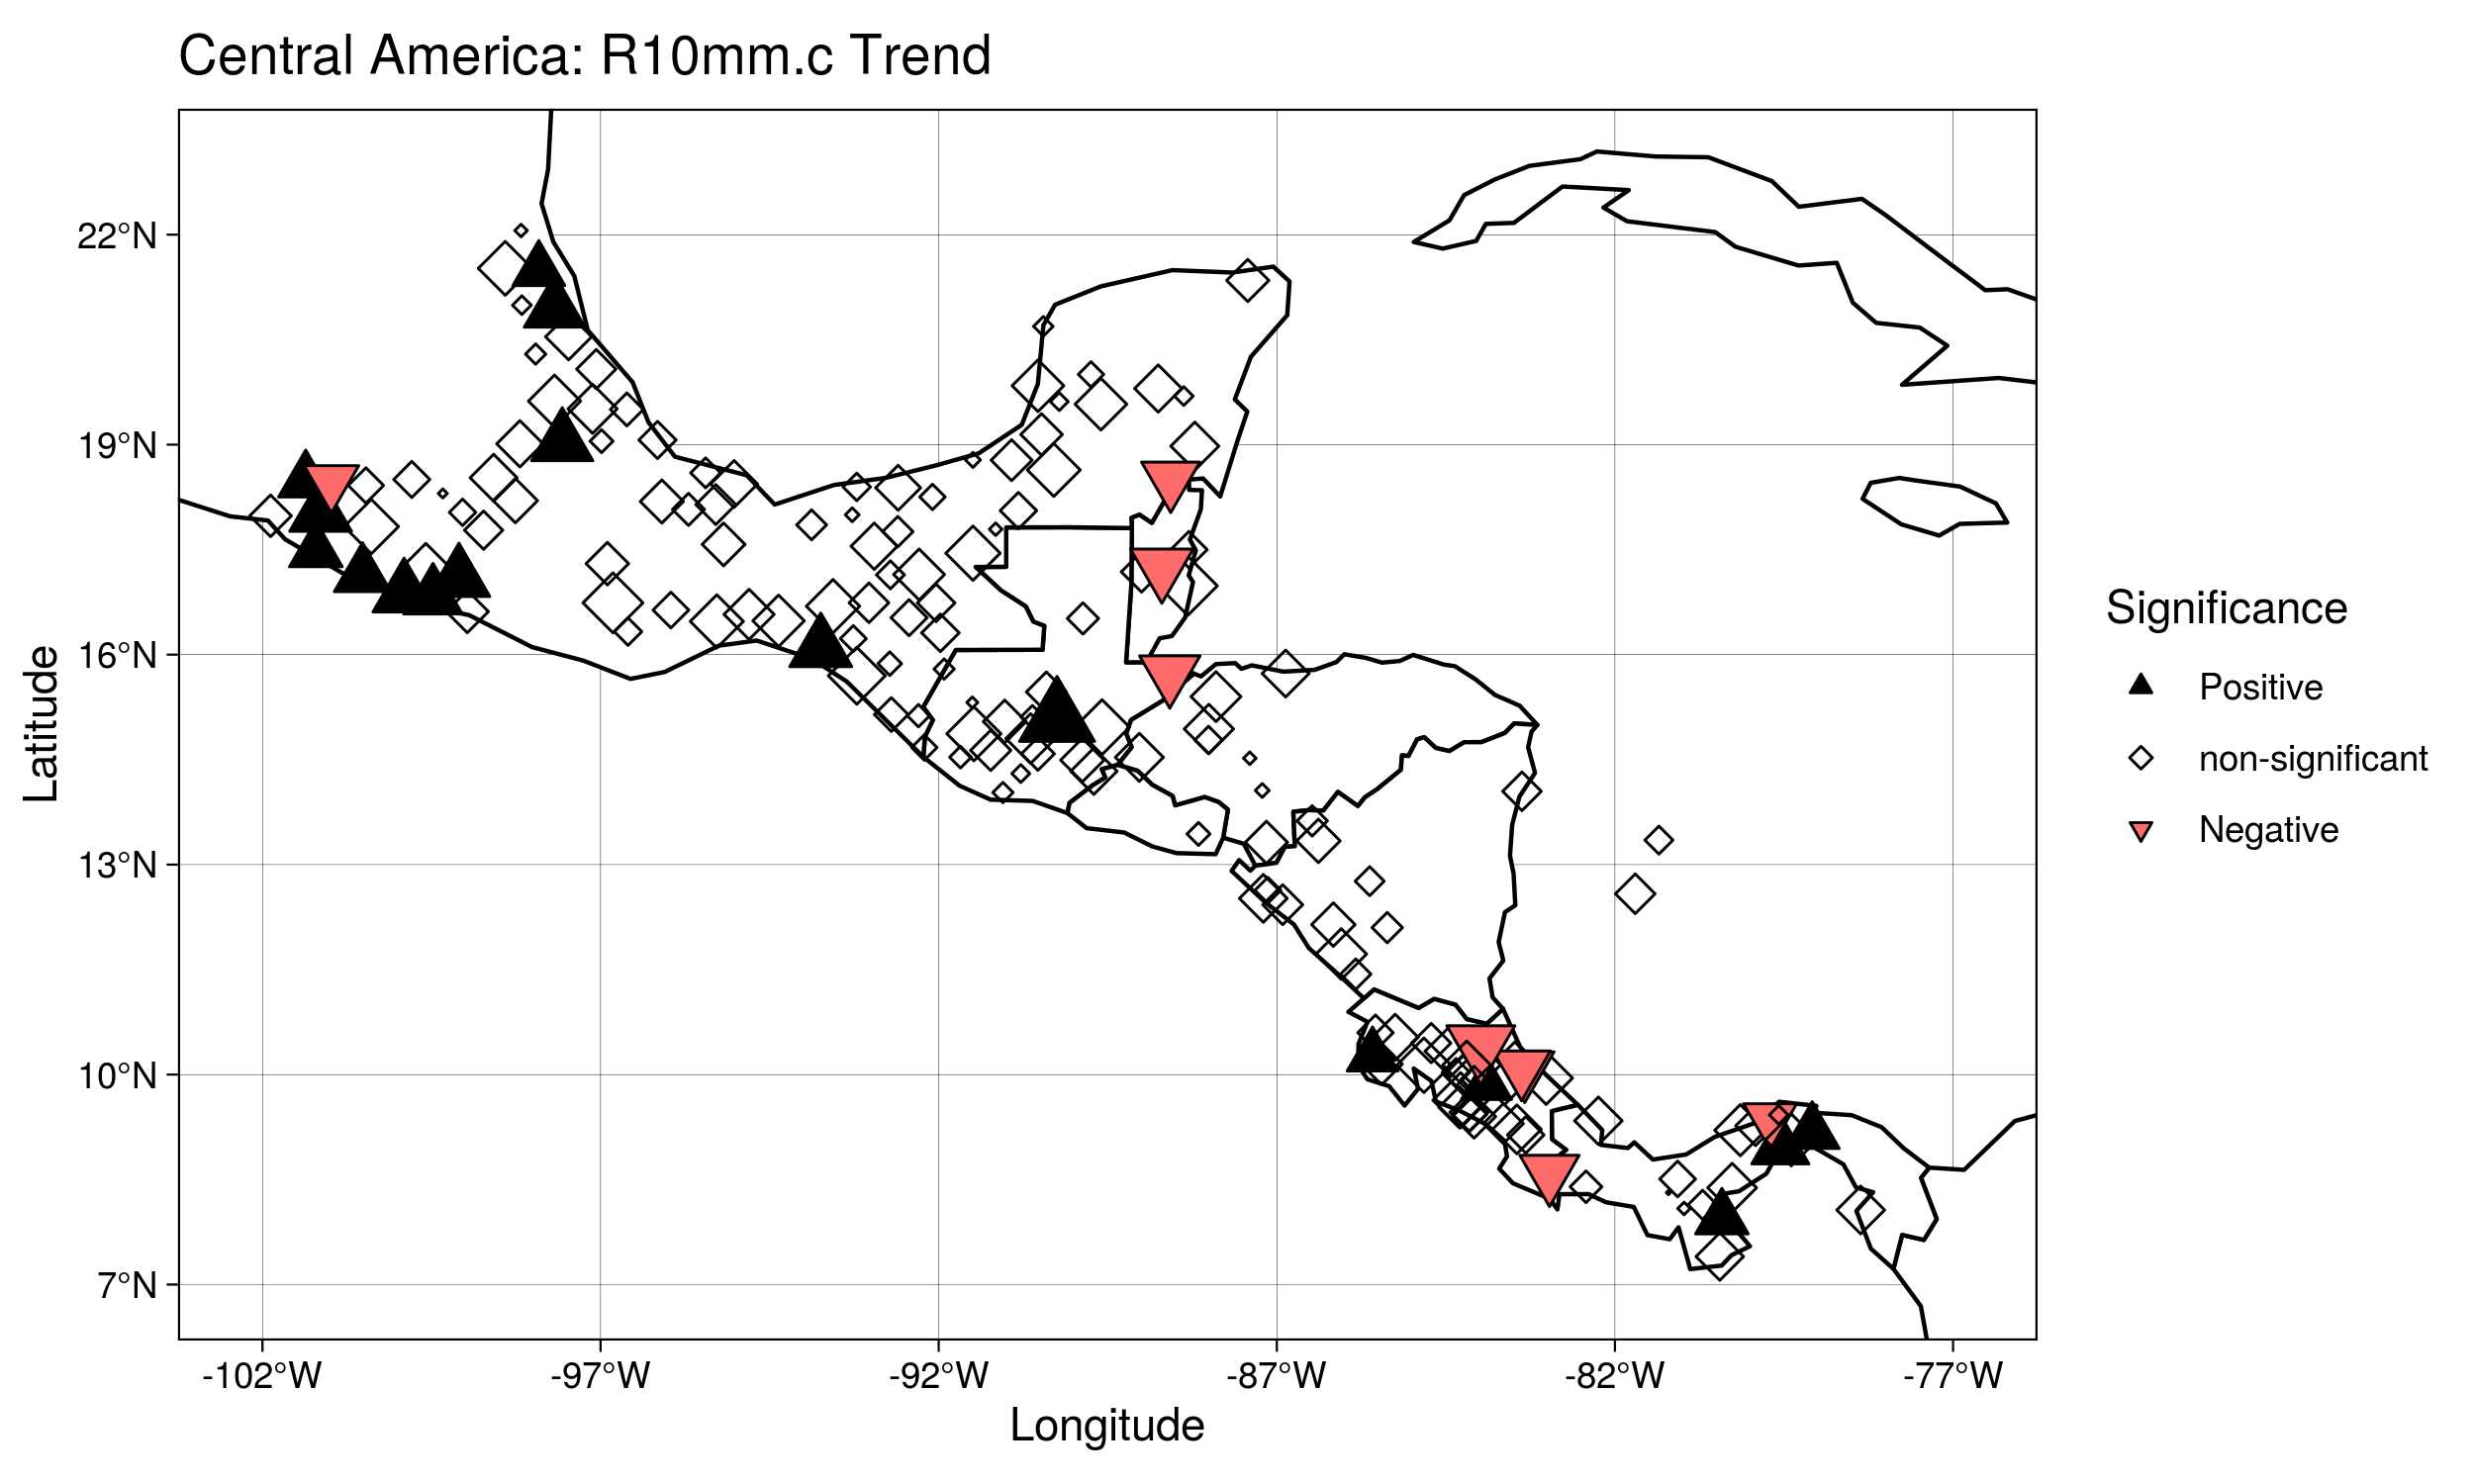 Central America: R10mm.c Trend
22°N
19°N
16°N
13°N
10°N
7°N
Latitude
-102°W
-97°W
-92°W
-87°W
-82°W
-77°W
Longitude
Significance
Positive
non-significant
Negative